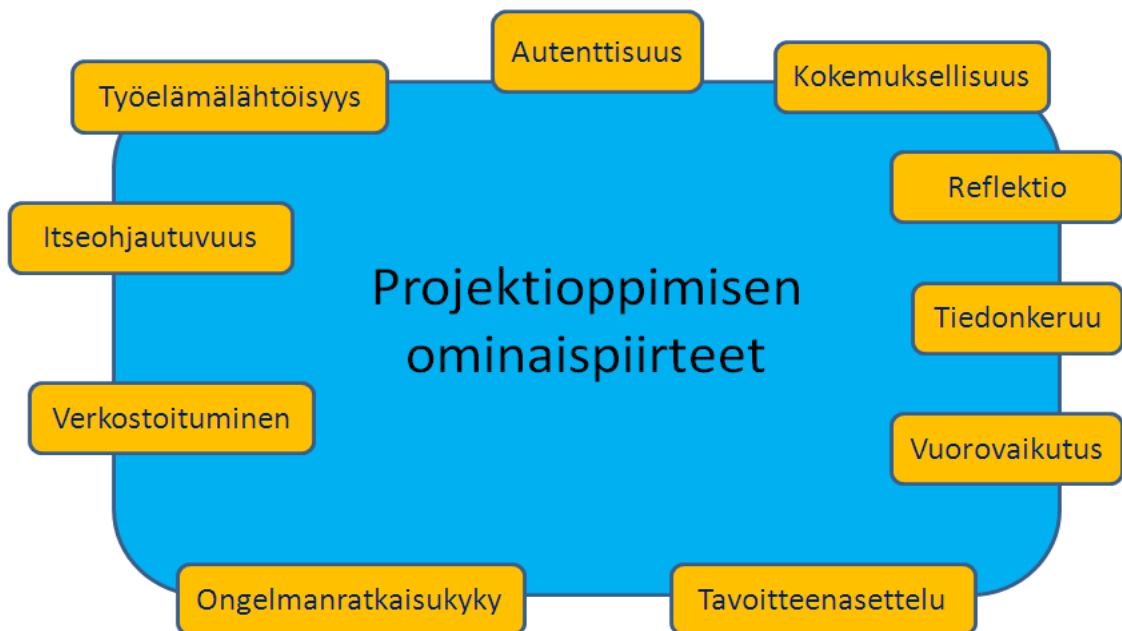 Autenttisuus
Kokemuksellisuus
Työelämälähtöisyys
Reflektio
Itseohjautuvuus
Projektioppimisen
ominaispiirteet
Tiedonkeruu
Verkostoituminen
Vuorovaikutus
Ongelmanratkaisukyky
Tavoitteenasettelu